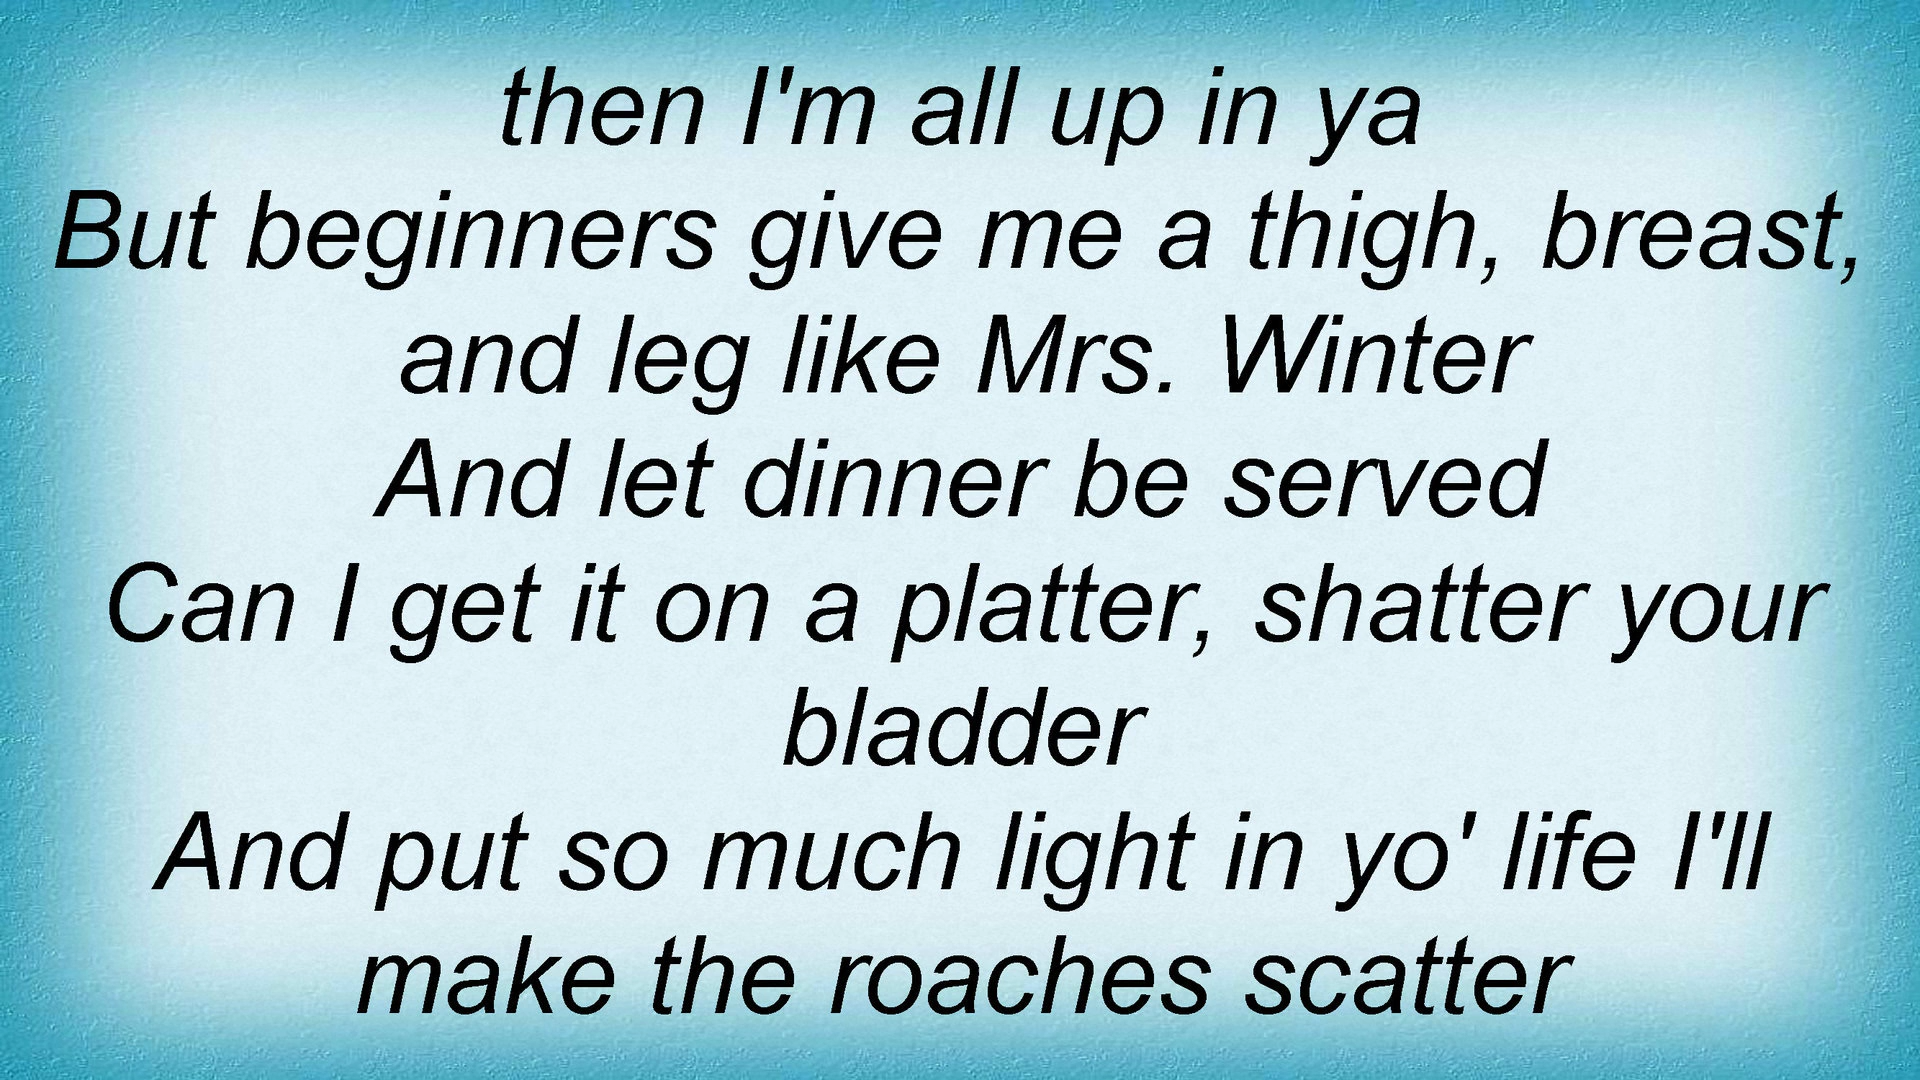 then I'm all up in ya
But beginners give me a thigh, breast,
and leg like Mrs. Winter
And let dinner be served
Can I get it on a platter, shatter your
bladder
And put so much light in yo' life I'll
make the roaches scatter